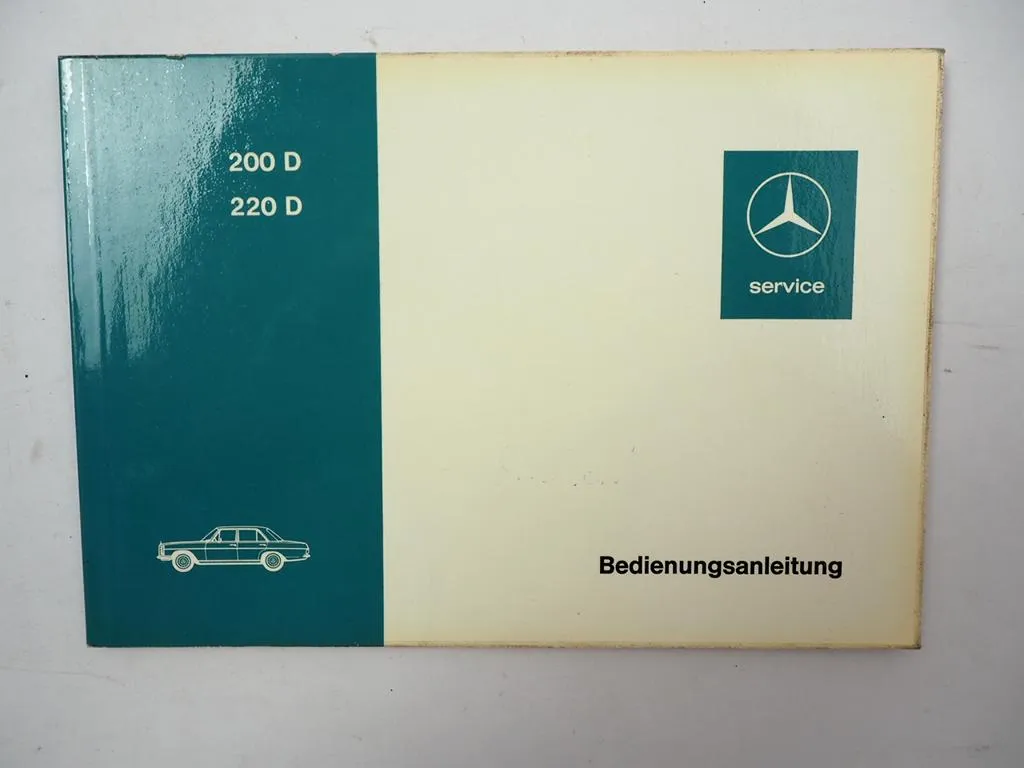 200 D
220 D
service
Bedienungsanleitung